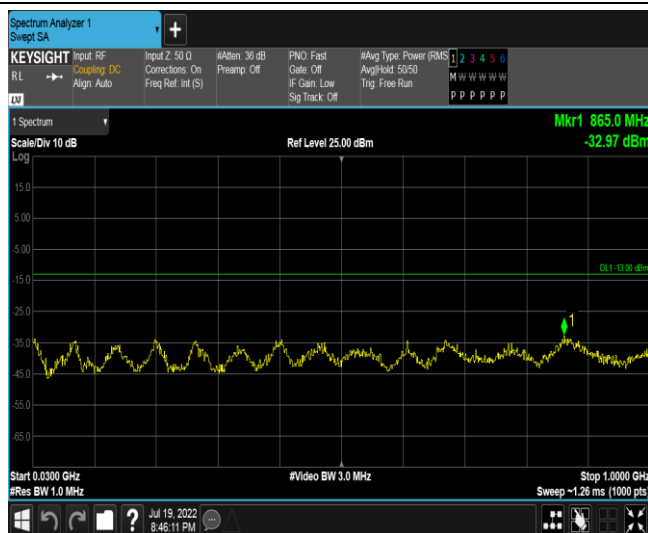 Spectrum Analyzer 1
Swept SA
+
KEYSIGHT
RL
Input: RF
Coupling: DC
Align: Auto
Input Z: 50 Ω
Corrections: On
Freq Ref: Int (S)
#Atten: 36 dB
Preamp: Off
PNO: Fast
Gate: Off
IF Gain: Low
Sig Track: Off
#Avg Type: Power (RMS
Avg|Hold: 50/50
Trig: Free Run
1 2 3 4 5 6
M W W W W W
P P P P P P
1 Spectrum
Scale/Div 10 dB
Ref Level 25.00 dBm
Mkr1 865.0 MHz
-32.97 dBm
Log
15.0
5.00
-5.00
DL1 -13.00 dBm
-15.0
-25.0
1
-35.0
-45.0
-55.0
-65.0
Start 0.0300 GHz
#Video BW 3.0 MHz
Stop 1.0000 GHz
#Res BW 1.0 MHz
Sweep ~1.26 ms (1000 pts)
?
Jul 19, 2022
8:46:11 PM